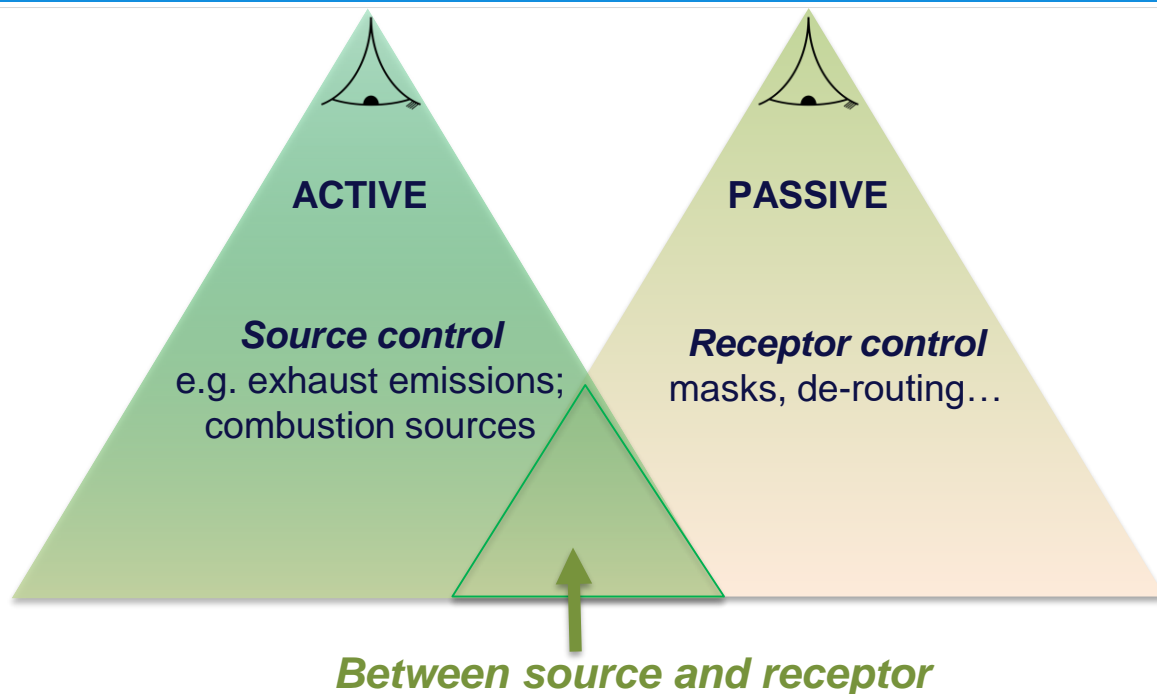 ACTIVE
Source control
e.g. exhaust emissions;
combustion sources
PASSIVE
Receptor control
masks, de-routing…
Between source and receptor